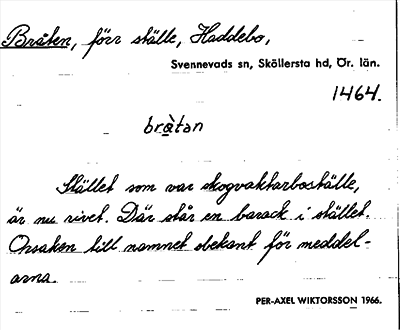 Bråten, förr ställe, Haddebo,
Svennevads sn, Sköllersta hd, Ör. län.
1464.
bråtan
Stället som var skogvaktarboställe,
är nu rivet. Där står en barack i stället.
Orsaken till namnet obekant för meddel-
arna.
PER-AXEL WIKTORSSON 1966.